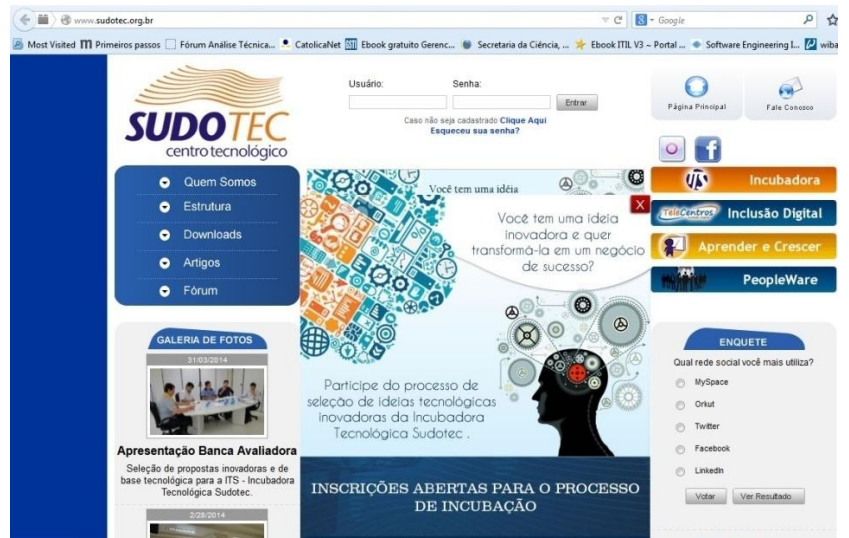 www.sudotec.org.br
Google
Most Visited
Primeiros passos
Fórum Análise Técnica...
CatolicaNet
Ebook gratuito Gerenc...
Secretaria da Ciência, ...
Ebook ITIL V3 ~ Portal ...
Software Engineering I...
wiba
SUDOTEC
centro tecnológico
Usuário:
Senha:
Entrar
Caso não seja cadastrado Clique Aqui
Esqueceu sua senha?
Página Principal
Fale Conosco
Quem Somos
Estrutura
Downloads
Artigos
Fórum
Você tem uma idéia
X
Você tem uma ideia
inovadora e quer
transformá-la em um negócio
de sucesso?
Participe do processo de
seleção de ideias tecnológicas
inovadoras da Incubadora
Tecnológica Sudotec .
INSCRIÇÕES ABERTAS PARA O PROCESSO
DE INCUBAÇÃO
Incubadora
TeleCentros Inclusão Digital
Aprender e Crescer
PeopleWare
GALERIA DE FOTOS
31/03/2014
Apresentação Banca Avaliadora
Seleção de propostas inovadoras e de
base tecnológica para a ITS - Incubadora
Tecnológica Sudotec.
2/28/2014
ENQUETE
Qual rede social você mais utiliza?
MySpace
Orkut
Twitter
Facebook
LinkedIn
Votar
Ver Resultado